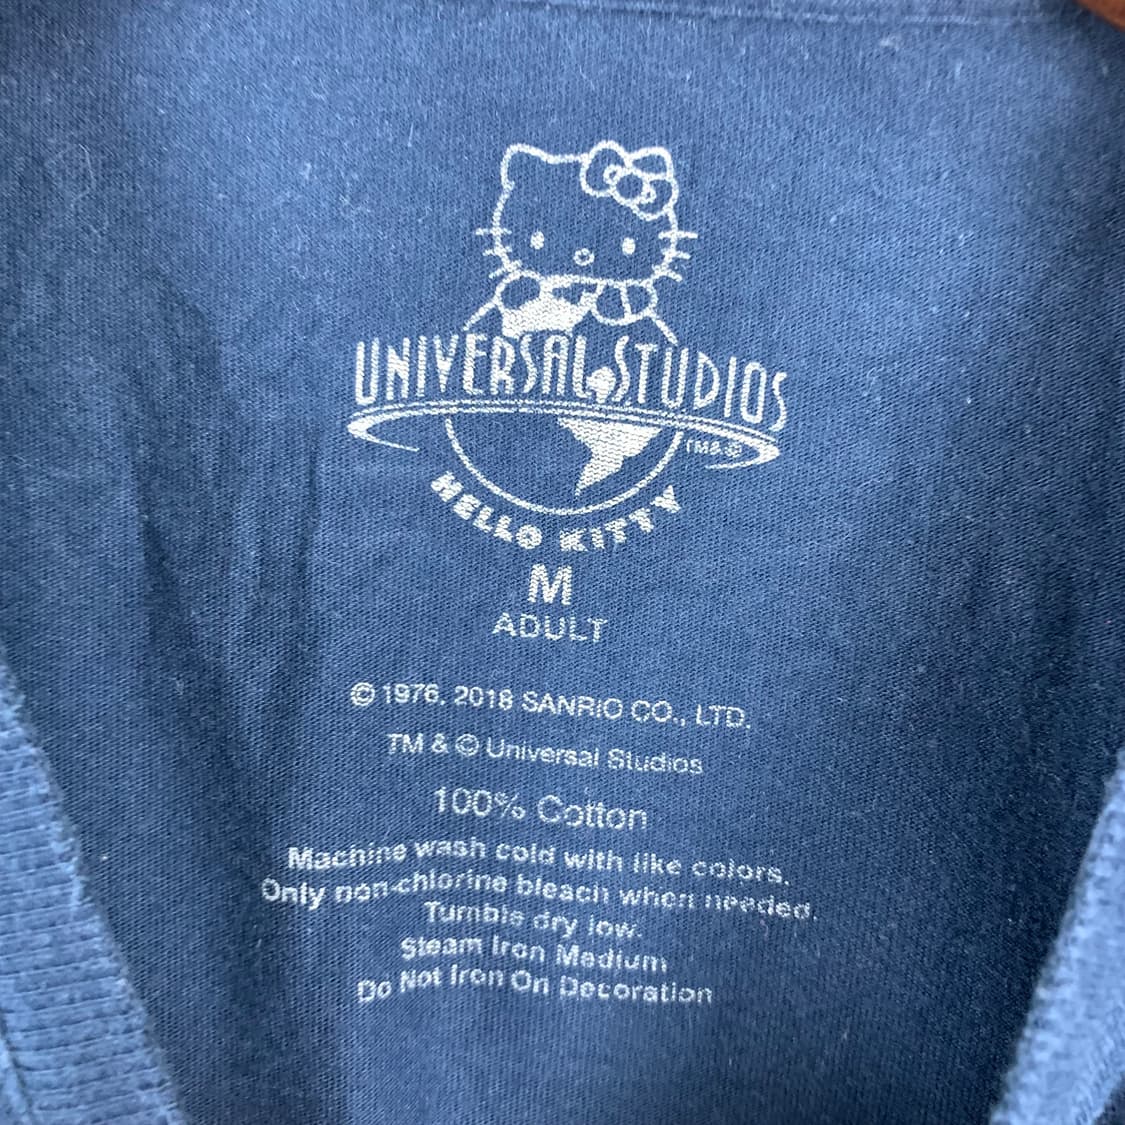 UNIVERSAL STUDIOS
TM & ©
HELLO KITTY
M
ADULT
© 1976, 2018 SANRIO CO., LTD.
TM & © Universal Studios
100% Cotton
Machine wash cold with like colors.
Only non-chlorine bleach when needed.
Tumble dry low.
Steam Iron Medium
Do Not Iron On Decoration